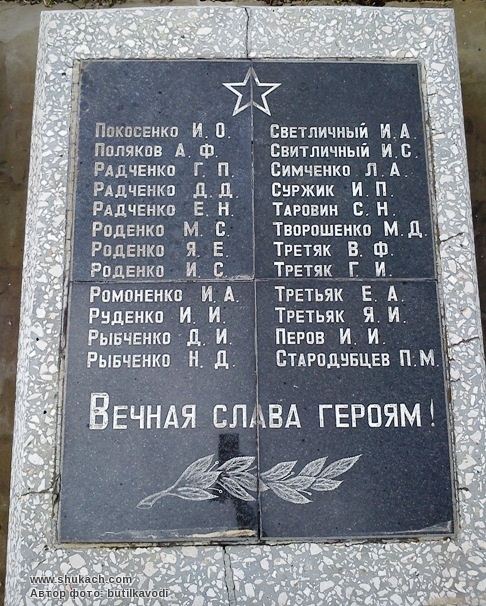 Покосенко И. О.
Поляков А. Ф.
Радченко Г. П.
Радченко Д. Д.
Радченко Е. Н.
Роденко М. С.
Роденко Я. Е.
Роденко И. С.
Ромоненко И. А.
Руденко И. И.
Рыбченко Д. И.
Рыбченко Н. Д.
Светличный И. А.
Свитличный И. С.
Симченко Л. А.
Суржик И. П.
Таровин С. Н.
Творошенко М. Д.
Третяк В. Ф.
Третяк Г. И.
Третьяк Е. А.
Третьяк Я. И.
Перов И. И.
Стародубцев П. М.
Вечная слава героям!
www.shukach.com
Автор фото: butilkavodi